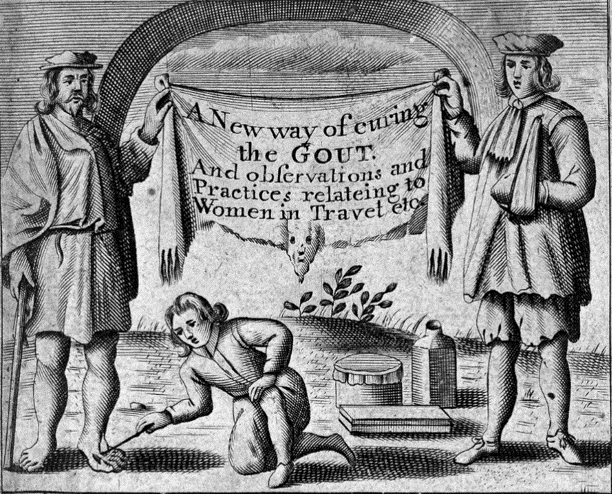 A New way of curing
the GOUT.
And observations and
Practices relateing to
Women in Travel etc.